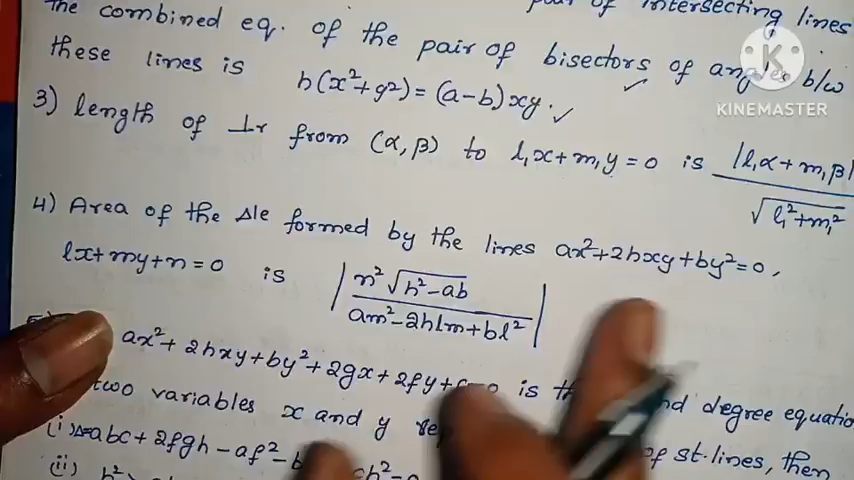 the combined eq. of the pair of intersecting lines
these lines is h(x²+y²) = (a-b)xy. pair of bisectors of angles b/w
3) length of ⊥r from (α, β) to l₁x+m₁y=0 is |l₁α+m₁β| / √(l₁²+m₁²)
4) Area of the Δle formed by the lines ax²+2hxy+by²=0,
lx+my+n=0 is | n²√(h²-ab) / (am²-2hlm+bl²) |
ax²+2hxy+by²+2gx+2fy+c=0 is degree equation
two variables x and y of st.lines, then
(i) Δ=abc+2fgh-af²-
(ii) h²
KINEMASTER